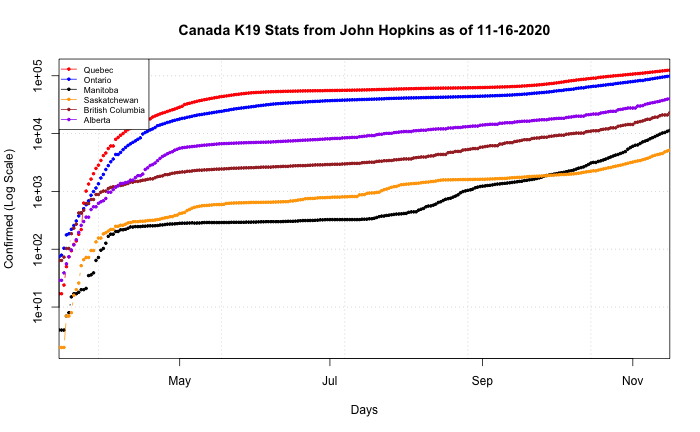 Canada K19 Stats from John Hopkins as of 11-16-2020
Quebec
Ontario
Manitoba
Saskatchewan
British Columbia
Alberta
1e+05
1e+04
1e+03
1e+02
1e+01
Confirmed (Log Scale)
May
Jul
Sep
Nov
Days